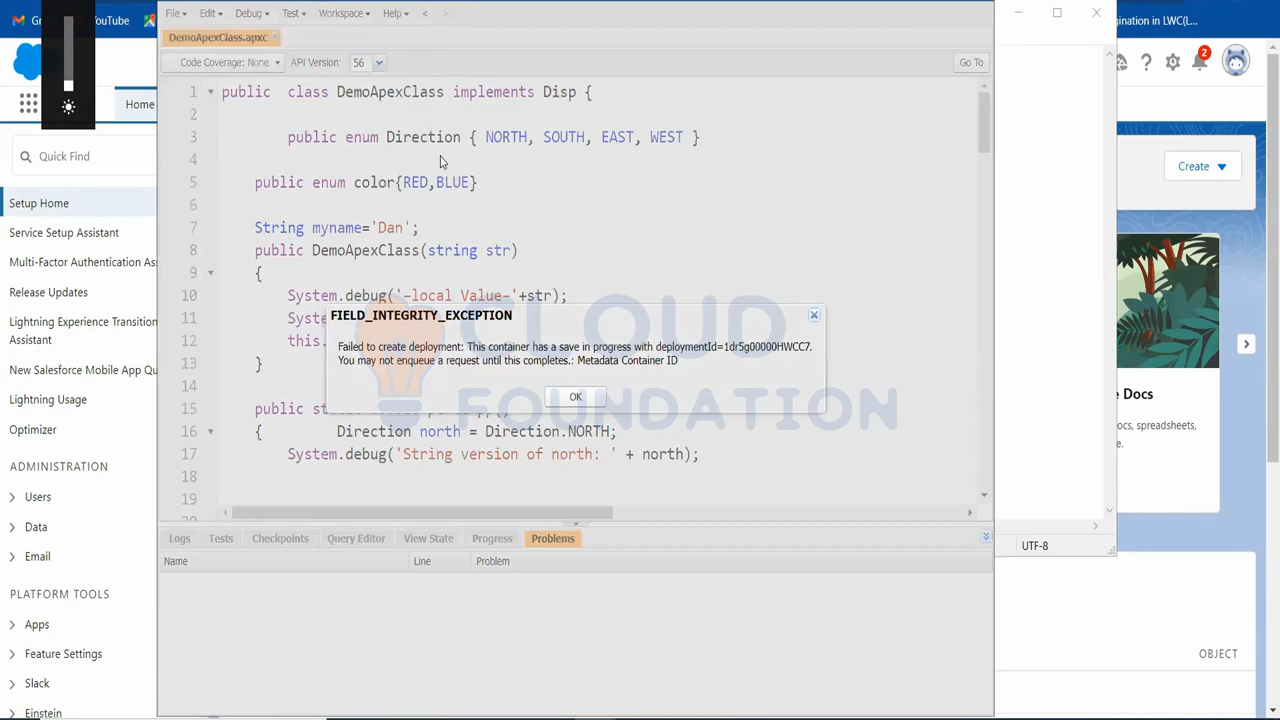 File Edit Debug Test Workspace Help < >
YouTube
gination in LWC(L...
DemoApexClass.apxc
Code Coverage: None API Version: 56 Go To
2
Home
Quick Find
Setup Home
Service Setup Assistant
Multi-Factor Authentication As
Release Updates
Lightning Experience Transition
Assistant
New Salesforce Mobile App Qu
Lightning Usage
Optimizer
ADMINISTRATION
Users
Data
Email
PLATFORM TOOLS
Apps
Feature Settings
Slack
Einstein
1 public class DemoApexClass implements Disp {
2
3 public enum Direction { NORTH, SOUTH, EAST, WEST }
4
5 public enum color{RED,BLUE}
6
7 String myname='Dan';
8 public DemoApexClass(string str)
9 {
10 System.debug('-local Value-'+str);
11 Syste
12 this.
13 }
14
15 public st
16 { Direction north = Direction.NORTH;
17 System.debug('String version of north: ' + north);
18
19
FIELD_INTEGRITY_EXCEPTION
Failed to create deployment: This container has a save in progress with deploymentId=1dr5g00000HWCC7.
You may not enqueue a request until this completes.: Metadata Container ID
OK
CLOUD
FOUNDATION
Logs Tests Checkpoints Query Editor View State Progress Problems
Name Line Problem
UTF-8
Create
e Docs
ocs, spreadsheets,
OBJECT